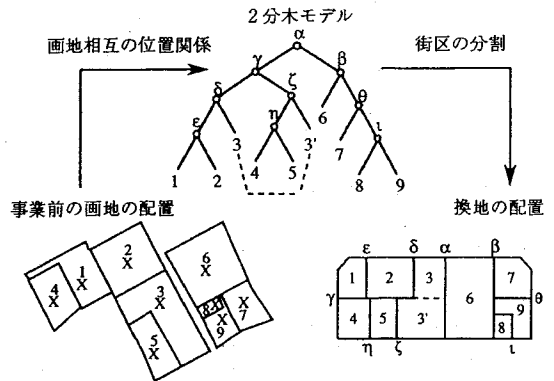 2分木モデル
画地相互の位置関係
街区の分割
α
γ
β
δ
ζ
θ
ε
η
ι
3
3'
6
7
1
2
4
5
8
9
事業前の画地の配置
換地の配置
1
X
2
X
4
X
3
X
5
X
6
X
8X
X
9
X
7
ε
δ
α
β
γ
θ
1
2
3
6
7
4
5
3'
8
9
η
ζ
ι